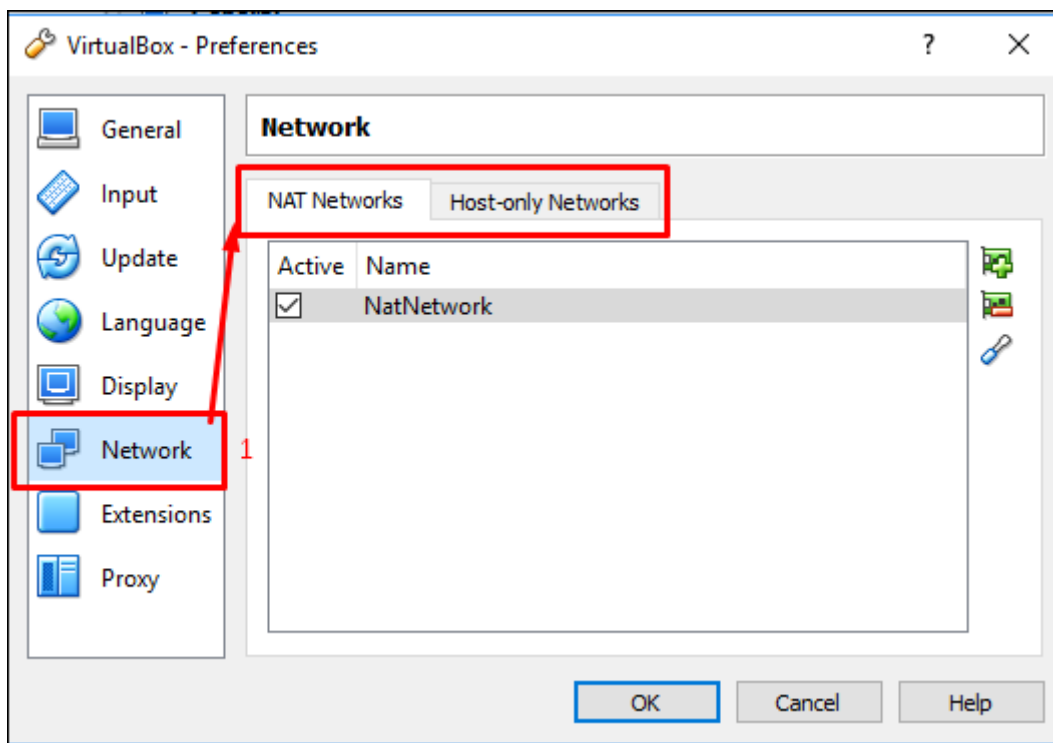 VirtualBox - Preferences ?
General
Input
Update
Language
Display
Network
1
Extensions
Proxy
Network
NAT Networks Host-only Networks
Active Name
NatNetwork
OK Cancel Help